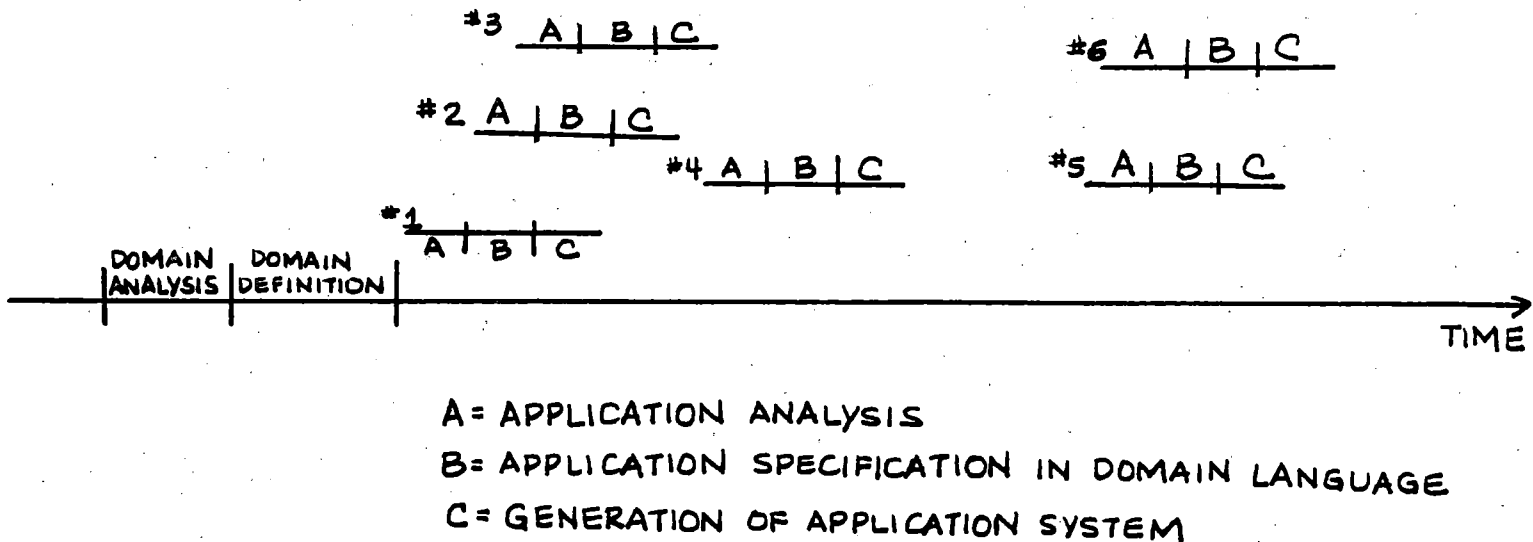 #3 A | B | C
#6 A | B | C
#2 A | B | C
#4 A | B | C
#5 A | B | C
#1
A | B | C
DOMAIN ANALYSIS
DOMAIN DEFINITION
TIME
A = APPLICATION ANALYSIS
B = APPLICATION SPECIFICATION IN DOMAIN LANGUAGE
C = GENERATION OF APPLICATION SYSTEM